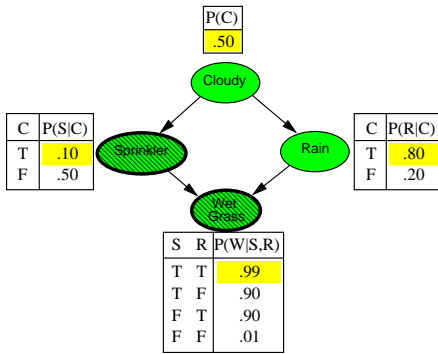 P(C)
.50
Cloudy
C P(S|C)
T .10
F .50
Sprinkler
Rain
C P(R|C)
T .80
F .20
Wet
Grass
S R P(W|S,R)
T T .99
T F .90
F T .90
F F .01